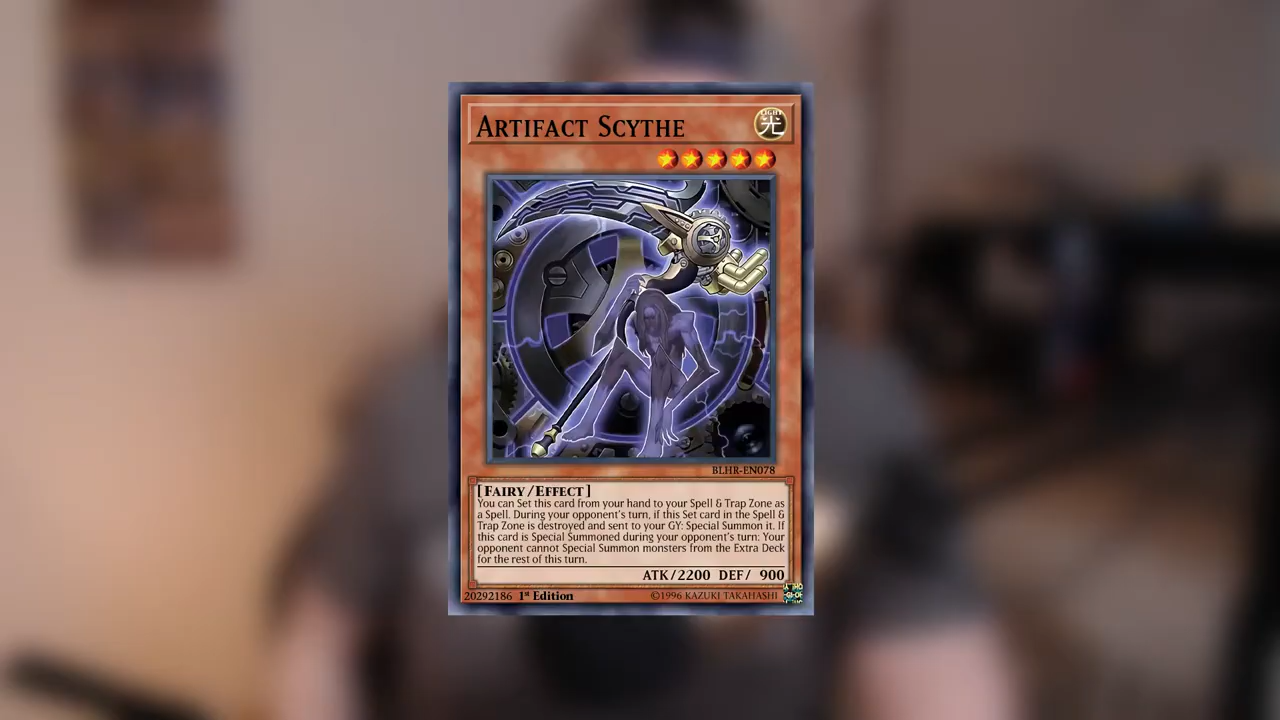 ARTIFACT SCYTHE
LIGHT
光
BLHR-EN078
[FAIRY/EFFECT]
You can Set this card from your hand to your Spell & Trap Zone as
a Spell. During your opponent's turn, if this Set card in the Spell &
Trap Zone is destroyed and sent to your GY: Special Summon it. If
this card is Special Summoned during your opponent's turn: Your
opponent cannot Special Summon monsters from the Extra Deck
for the rest of this turn.
ATK/2200 DEF/ 900
20292186 1st Edition ©1996 KAZUKI TAKAHASHI